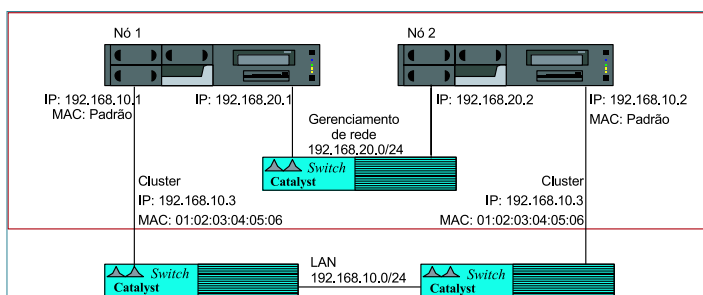 Nó 1
Nó 2
IP: 192.168.10.1
MAC: Padrão
IP: 192.168.20.1
IP: 192.168.20.2
IP: 192.168.10.2
MAC: Padrão
Gerenciamento
de rede
192.168.20.0/24
Switch
Catalyst
Cluster
IP: 192.168.10.3
MAC: 01:02:03:04:05:06
Cluster
IP: 192.168.10.3
MAC: 01:02:03:04:05:06
Switch
Catalyst
LAN
192.168.10.0/24
Switch
Catalyst